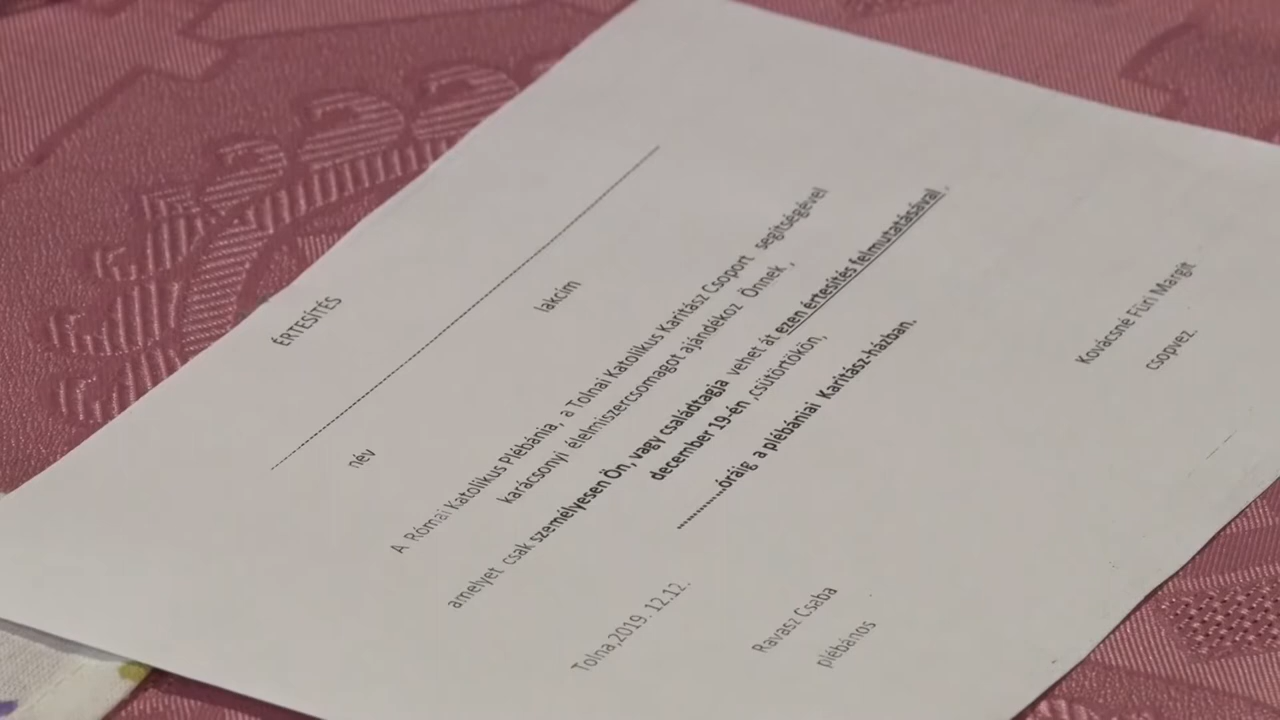 ÉRTESÍTÉS
név lakcím
A Római Katolikus Plébánia, a Tolnai Katolikus Karitász Csoport segítségével
karácsonyi élelmiszercsomagot ajándékoz Önnek ,
amelyet csak személyesen Ön, vagy családtagja vehet át ezen értesítés felmutatásával ,
december 19-én ,csütörtökön,
............óráig a plébániai Karitász-házban.
Tolna,2019. 12.12.
Ravasz Csaba Kovácsné Füri Margit
plébános csopvez.